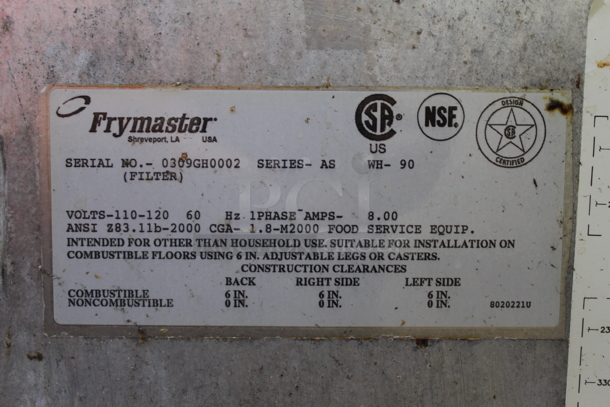 Frymaster
Shreveport, LA USA
CSA
US
NSF
DESIGN
CERTIFIED
SERIAL NO.- 0309GH0002 SERIES- AS WH- 90
(FILTER)
VOLTS-110-120 60 Hz 1PHASE AMPS- 8.00
ANSI Z83.11b-2000 CGA- 1.8-M2000 FOOD SERVICE EQUIP.
INTENDED FOR OTHER THAN HOUSEHOLD USE. SUITABLE FOR INSTALLATION ON
COMBUSTIBLE FLOORS USING 6 IN. ADJUSTABLE LEGS OR CASTERS.
CONSTRUCTION CLEARANCES
BACK RIGHT SIDE LEFT SIDE
COMBUSTIBLE 6 IN. 6 IN. 6 IN.
NONCOMBUSTIBLE 0 IN. 0 IN. 0 IN.
8020221U